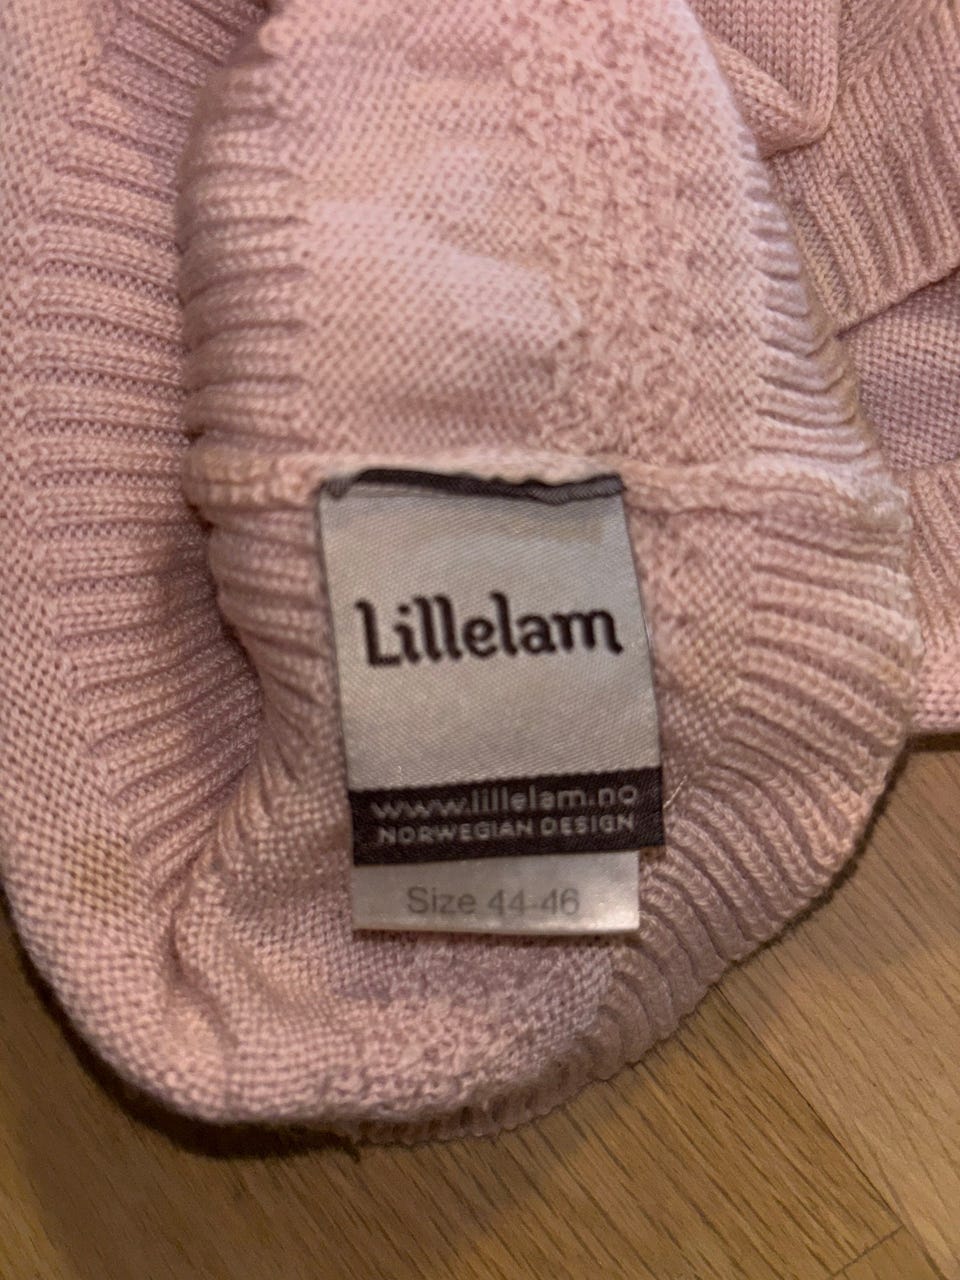 Lillelam
www.lillelam.no
NORWEGIAN DESIGN
Size 44-46